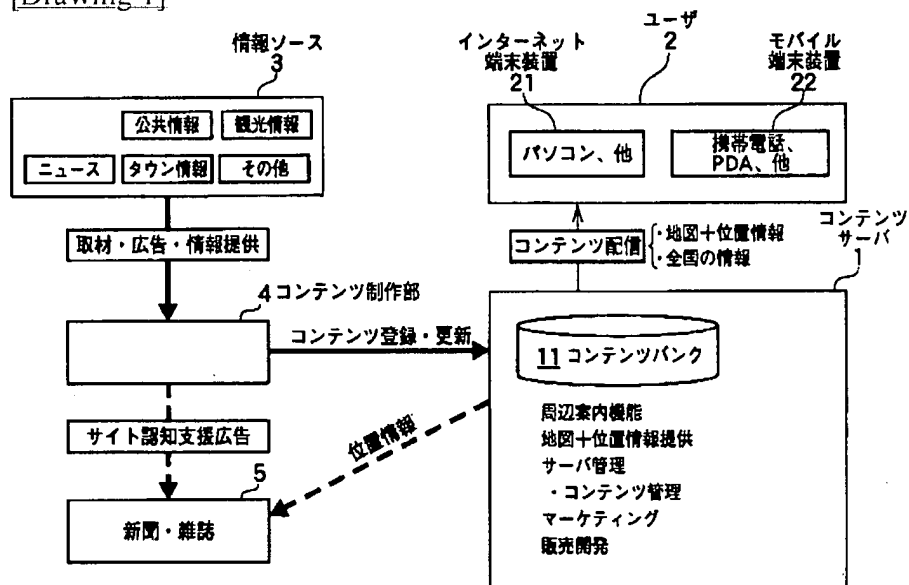 [Drawing 1]
情報ソース
3
公共情報
観光情報
ニュース
タウン情報
その他
取材・広告・情報提供
4 コンテンツ制作部
コンテンツ登録・更新
サイト認知支援広告
5
新聞・雑誌
位置情報
ユーザ
2
インターネット
端末装置
21
モバイル
端末装置
22
パソコン、他
携帯電話、
PDA、他
コンテンツ配信
・地図+位置情報
・全国の情報
コンテンツ
サーバ
1
11 コンテンツバンク
周辺案内機能
地図+位置情報提供
サーバ管理
・コンテンツ管理
マーケティング
販売開発